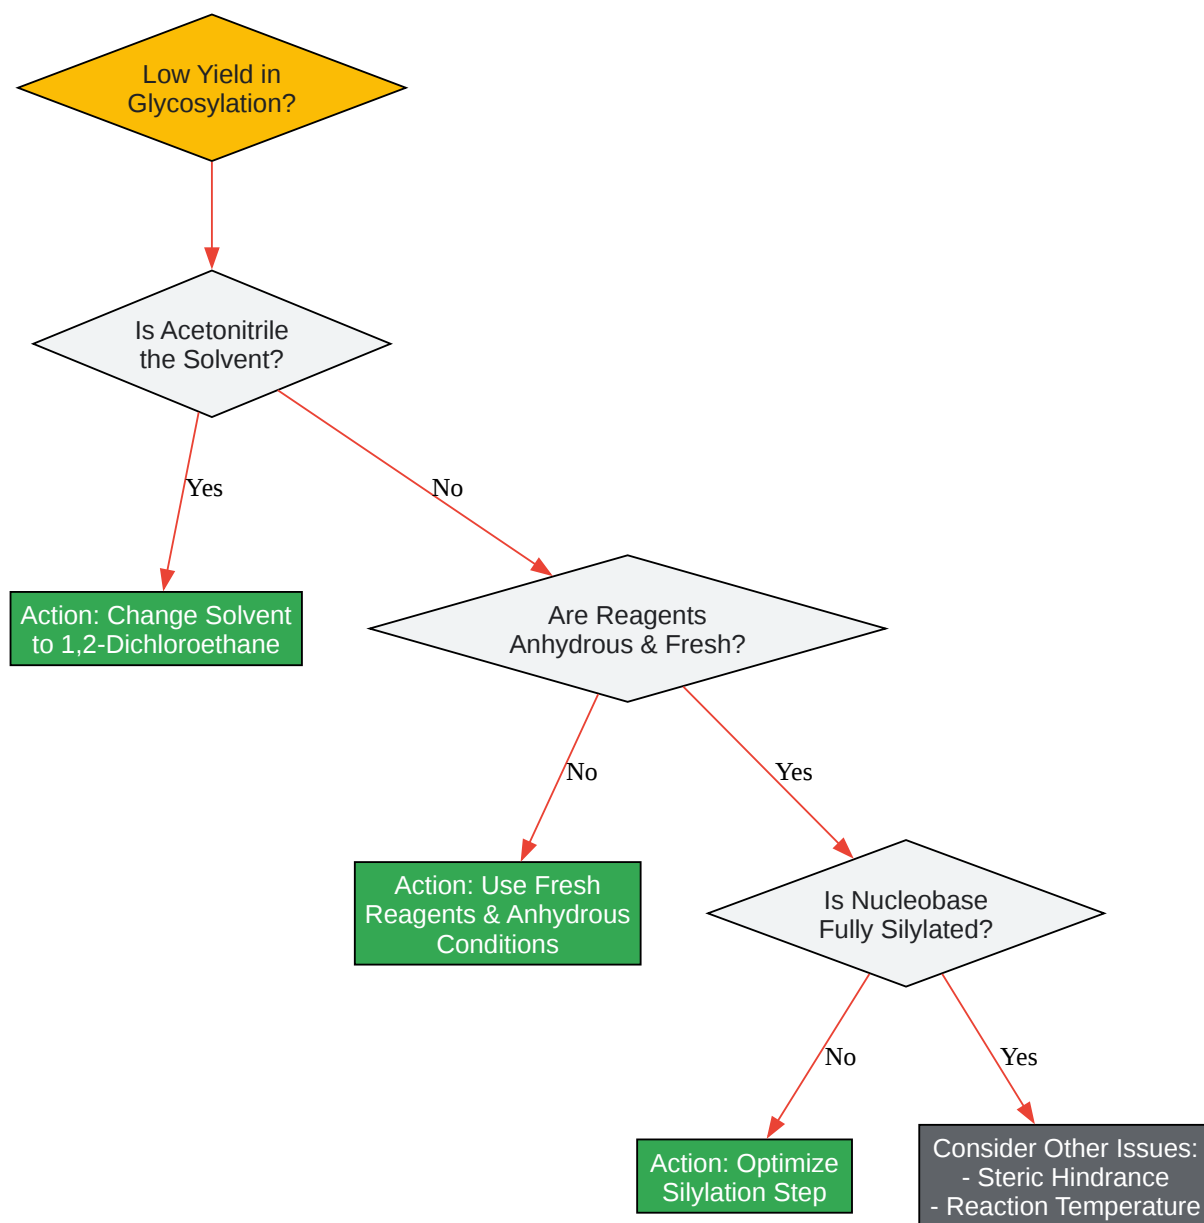 Low Yield in
Glycosylation?
Is Acetonitrile
the Solvent?
Yes
No
Action: Change Solvent
to 1,2-Dichloroethane
Are Reagents
Anhydrous & Fresh?
No
Yes
Action: Use Fresh
Reagents & Anhydrous
Conditions
Is Nucleobase
Fully Silylated?
No
Yes
Action: Optimize
Silylation Step
Consider Other Issues:
- Steric Hindrance
- Reaction Temperature